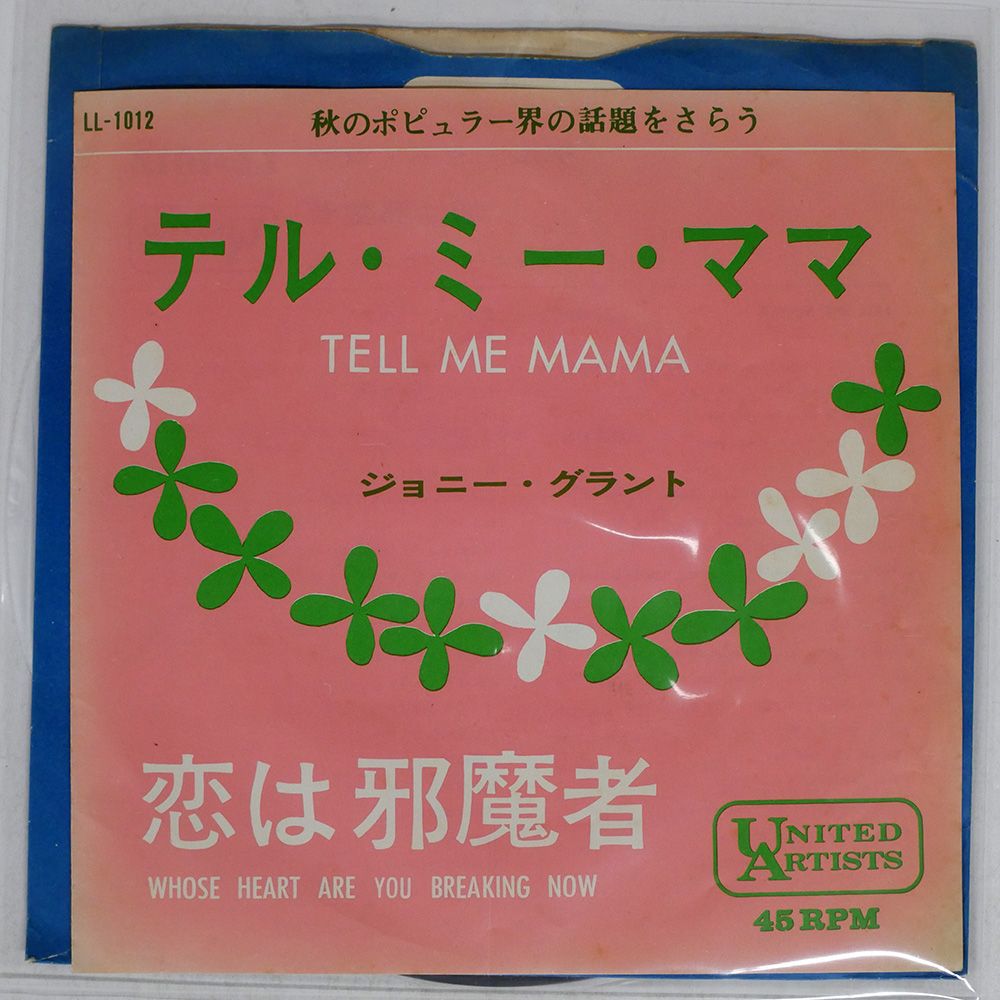 LL-1012
秋のポピュラー界の話題をさらう
テル・ミー・ママ
TELL ME MAMA
ジョニー・グラント
恋は邪魔者
WHOSE HEART ARE YOU BREAKING NOW
UNITED
ARTISTS
45 RPM